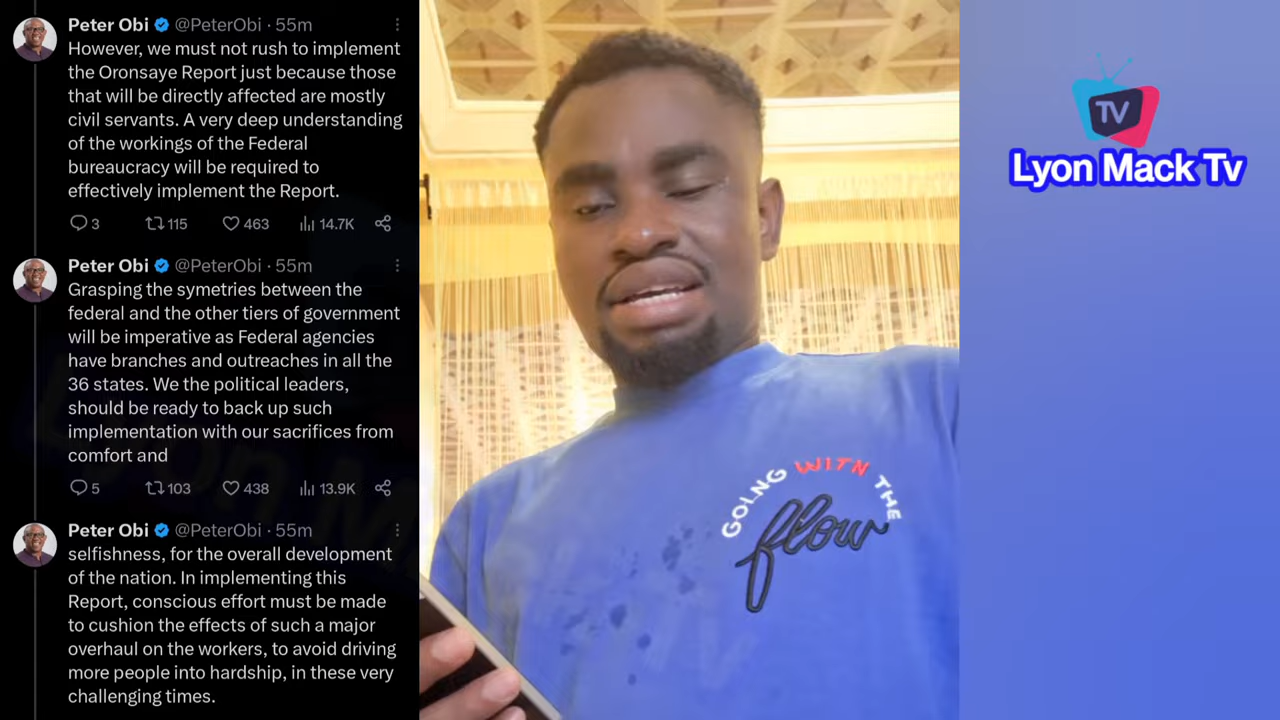 Peter Obi @PeterObi · 55m
However, we must not rush to implement
the Oronsaye Report just because those
that will be directly affected are mostly
civil servants. A very deep understanding
of the workings of the Federal
bureaucracy will be required to
effectively implement the Report.
3 115 463 14.7K
Peter Obi @PeterObi · 55m
Grasping the symetries between the
federal and the other tiers of government
will be imperative as Federal agencies
have branches and outreaches in all the
36 states. We the political leaders,
should be ready to back up such
implementation with our sacrifices from
comfort and
5 103 438 13.9K
Peter Obi @PeterObi · 55m
selfishness, for the overall development
of the nation. In implementing this
Report, conscious effort must be made
to cushion the effects of such a major
overhaul on the workers, to avoid driving
more people into hardship, in these very
challenging times.
GOING WITH THE
flow
TV
Lyon Mack Tv